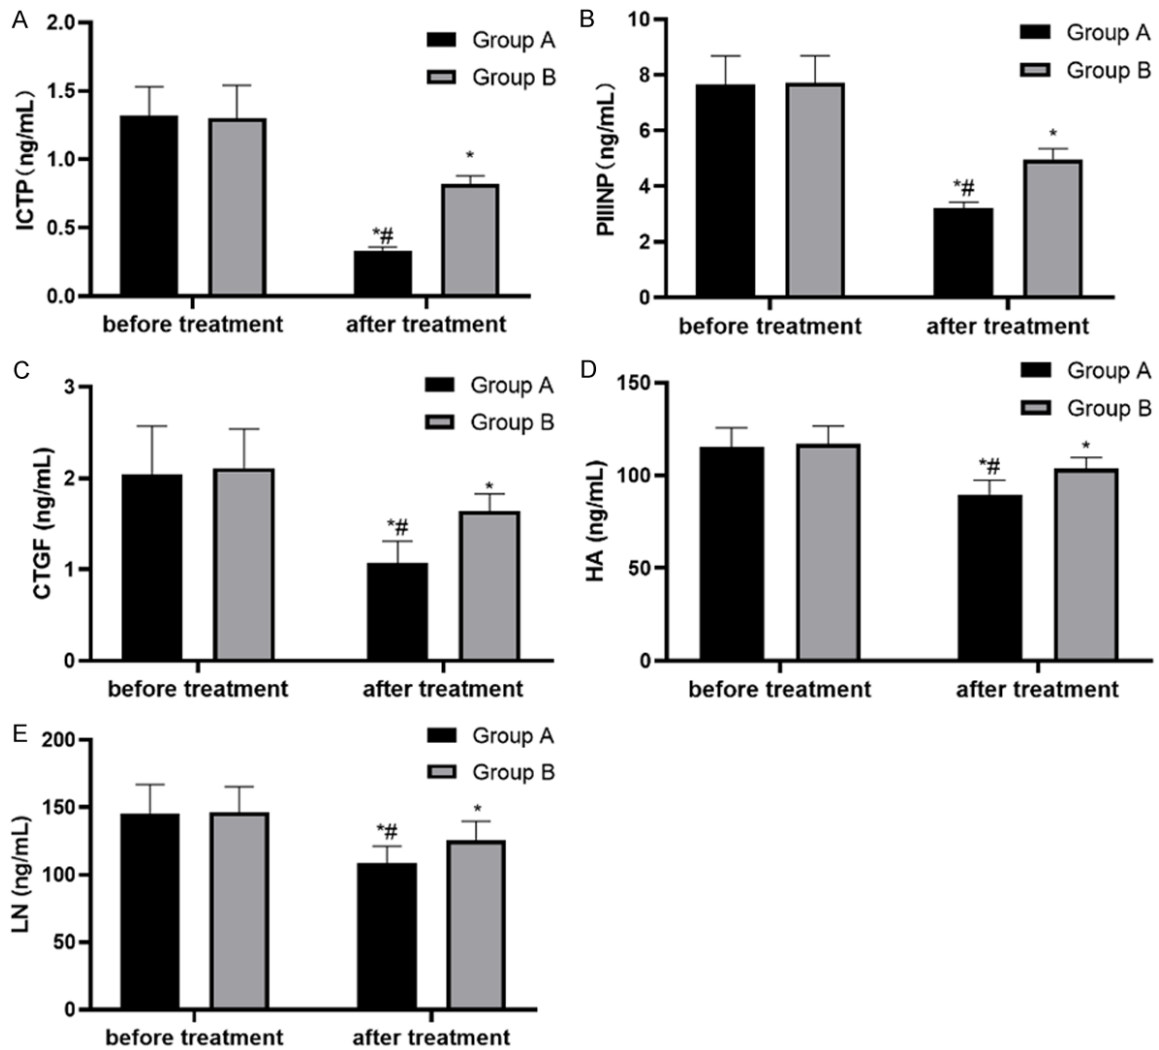 A
ICTP (ng/mL)
2.0
1.5
1.0
0.5
0.0
Group A
Group B
*#
*
before treatment
after treatment
B
PIIINP (ng/mL)
10
8
6
4
2
0
Group A
Group B
*#
*
before treatment
after treatment
C
CTGF (ng/mL)
3
2
1
0
Group A
Group B
*#
*
before treatment
after treatment
D
HA (ng/mL)
150
100
50
0
Group A
Group B
*#
*
before treatment
after treatment
E
LN (ng/mL)
200
150
100
50
0
Group A
Group B
*#
*
before treatment
after treatment